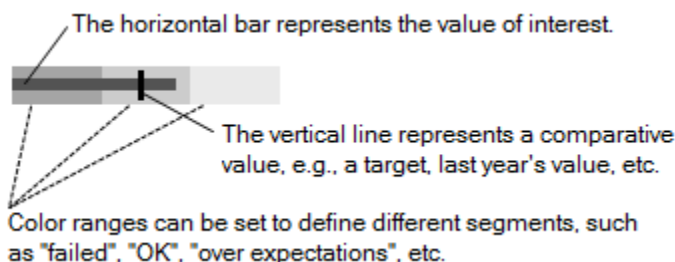 The horizontal bar represents the value of interest.
The vertical line represents a comparative
value, e.g., a target, last year's value, etc.
Color ranges can be set to define different segments, such
as "failed", "OK", "over expectations", etc.